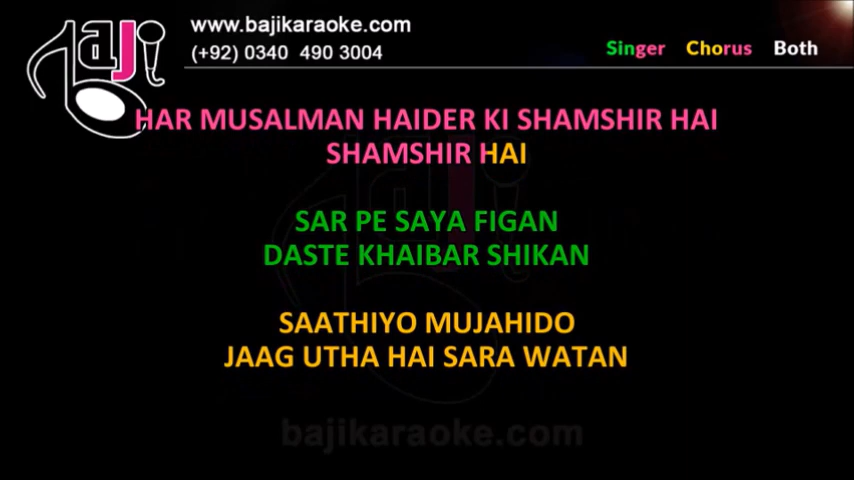 www.bajikaraoke.com
(+92) 0340 490 3004
Singer Chorus Both
baji
HAR MUSALMAN HAIDER KI SHAMSHIR HAI
SHAMSHIR HAI
SAR PE SAYA FIGAN
DASTE KHAIBAR SHIKAN
SAATHIYO MUJAHIDO
JAAG UTHA HAI SARA WATAN
bajikaraoke.com